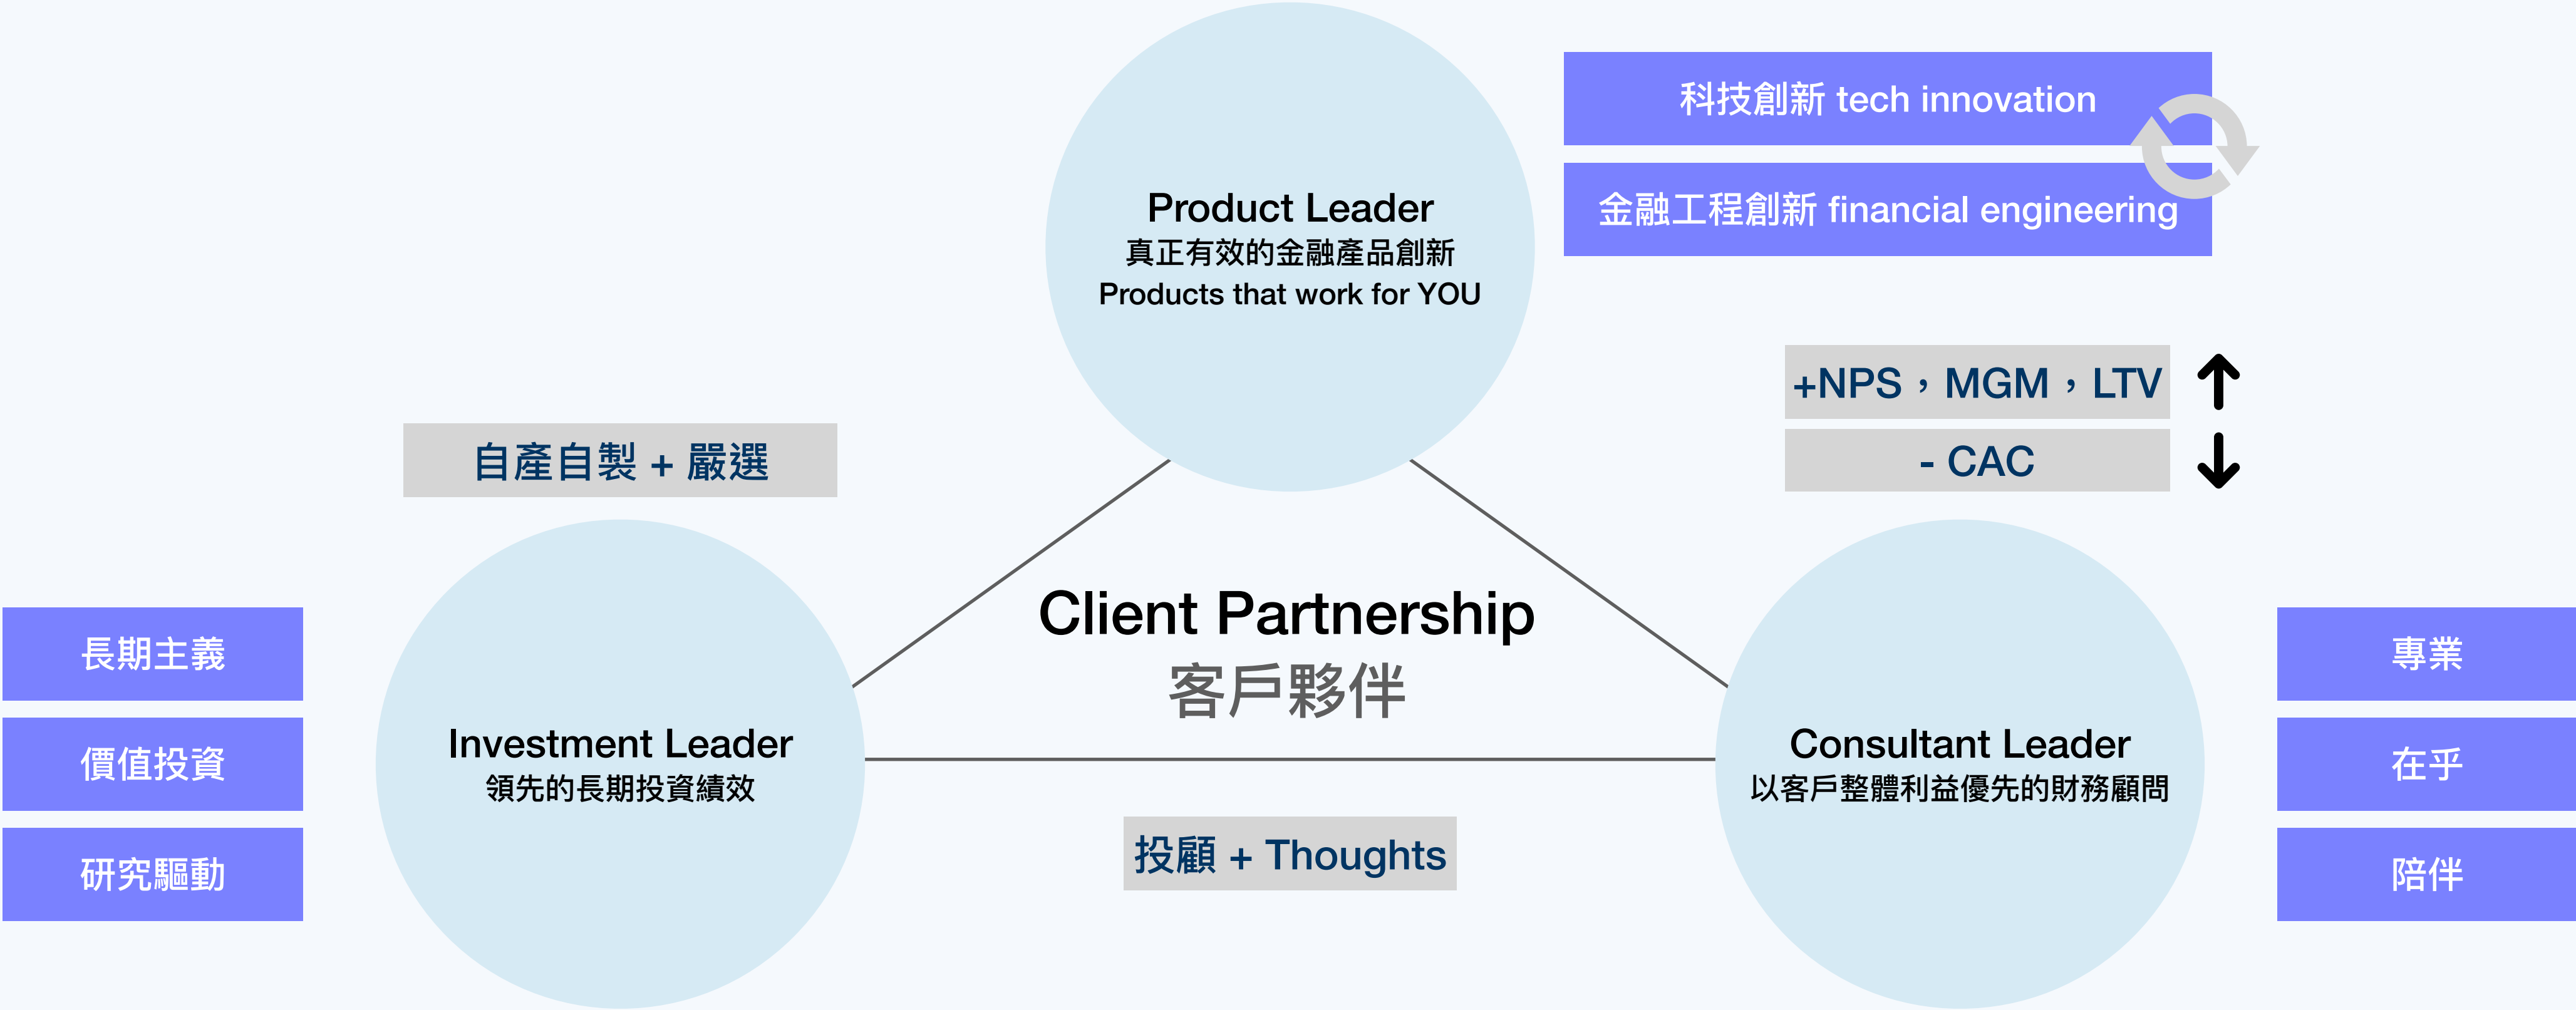 科技創新 tech innovation
金融工程創新 financial engineering
Product Leader
真正有效的金融產品創新
Products that work for YOU
+NPS，MGM，LTV
- CAC
自產自製 + 嚴選
Client Partnership
客戶夥伴
長期主義
價值投資
研究驅動
Investment Leader
領先的長期投資績效
Consultant Leader
以客戶整體利益優先的財務顧問
專業
在乎
陪伴
投顧 + Thoughts